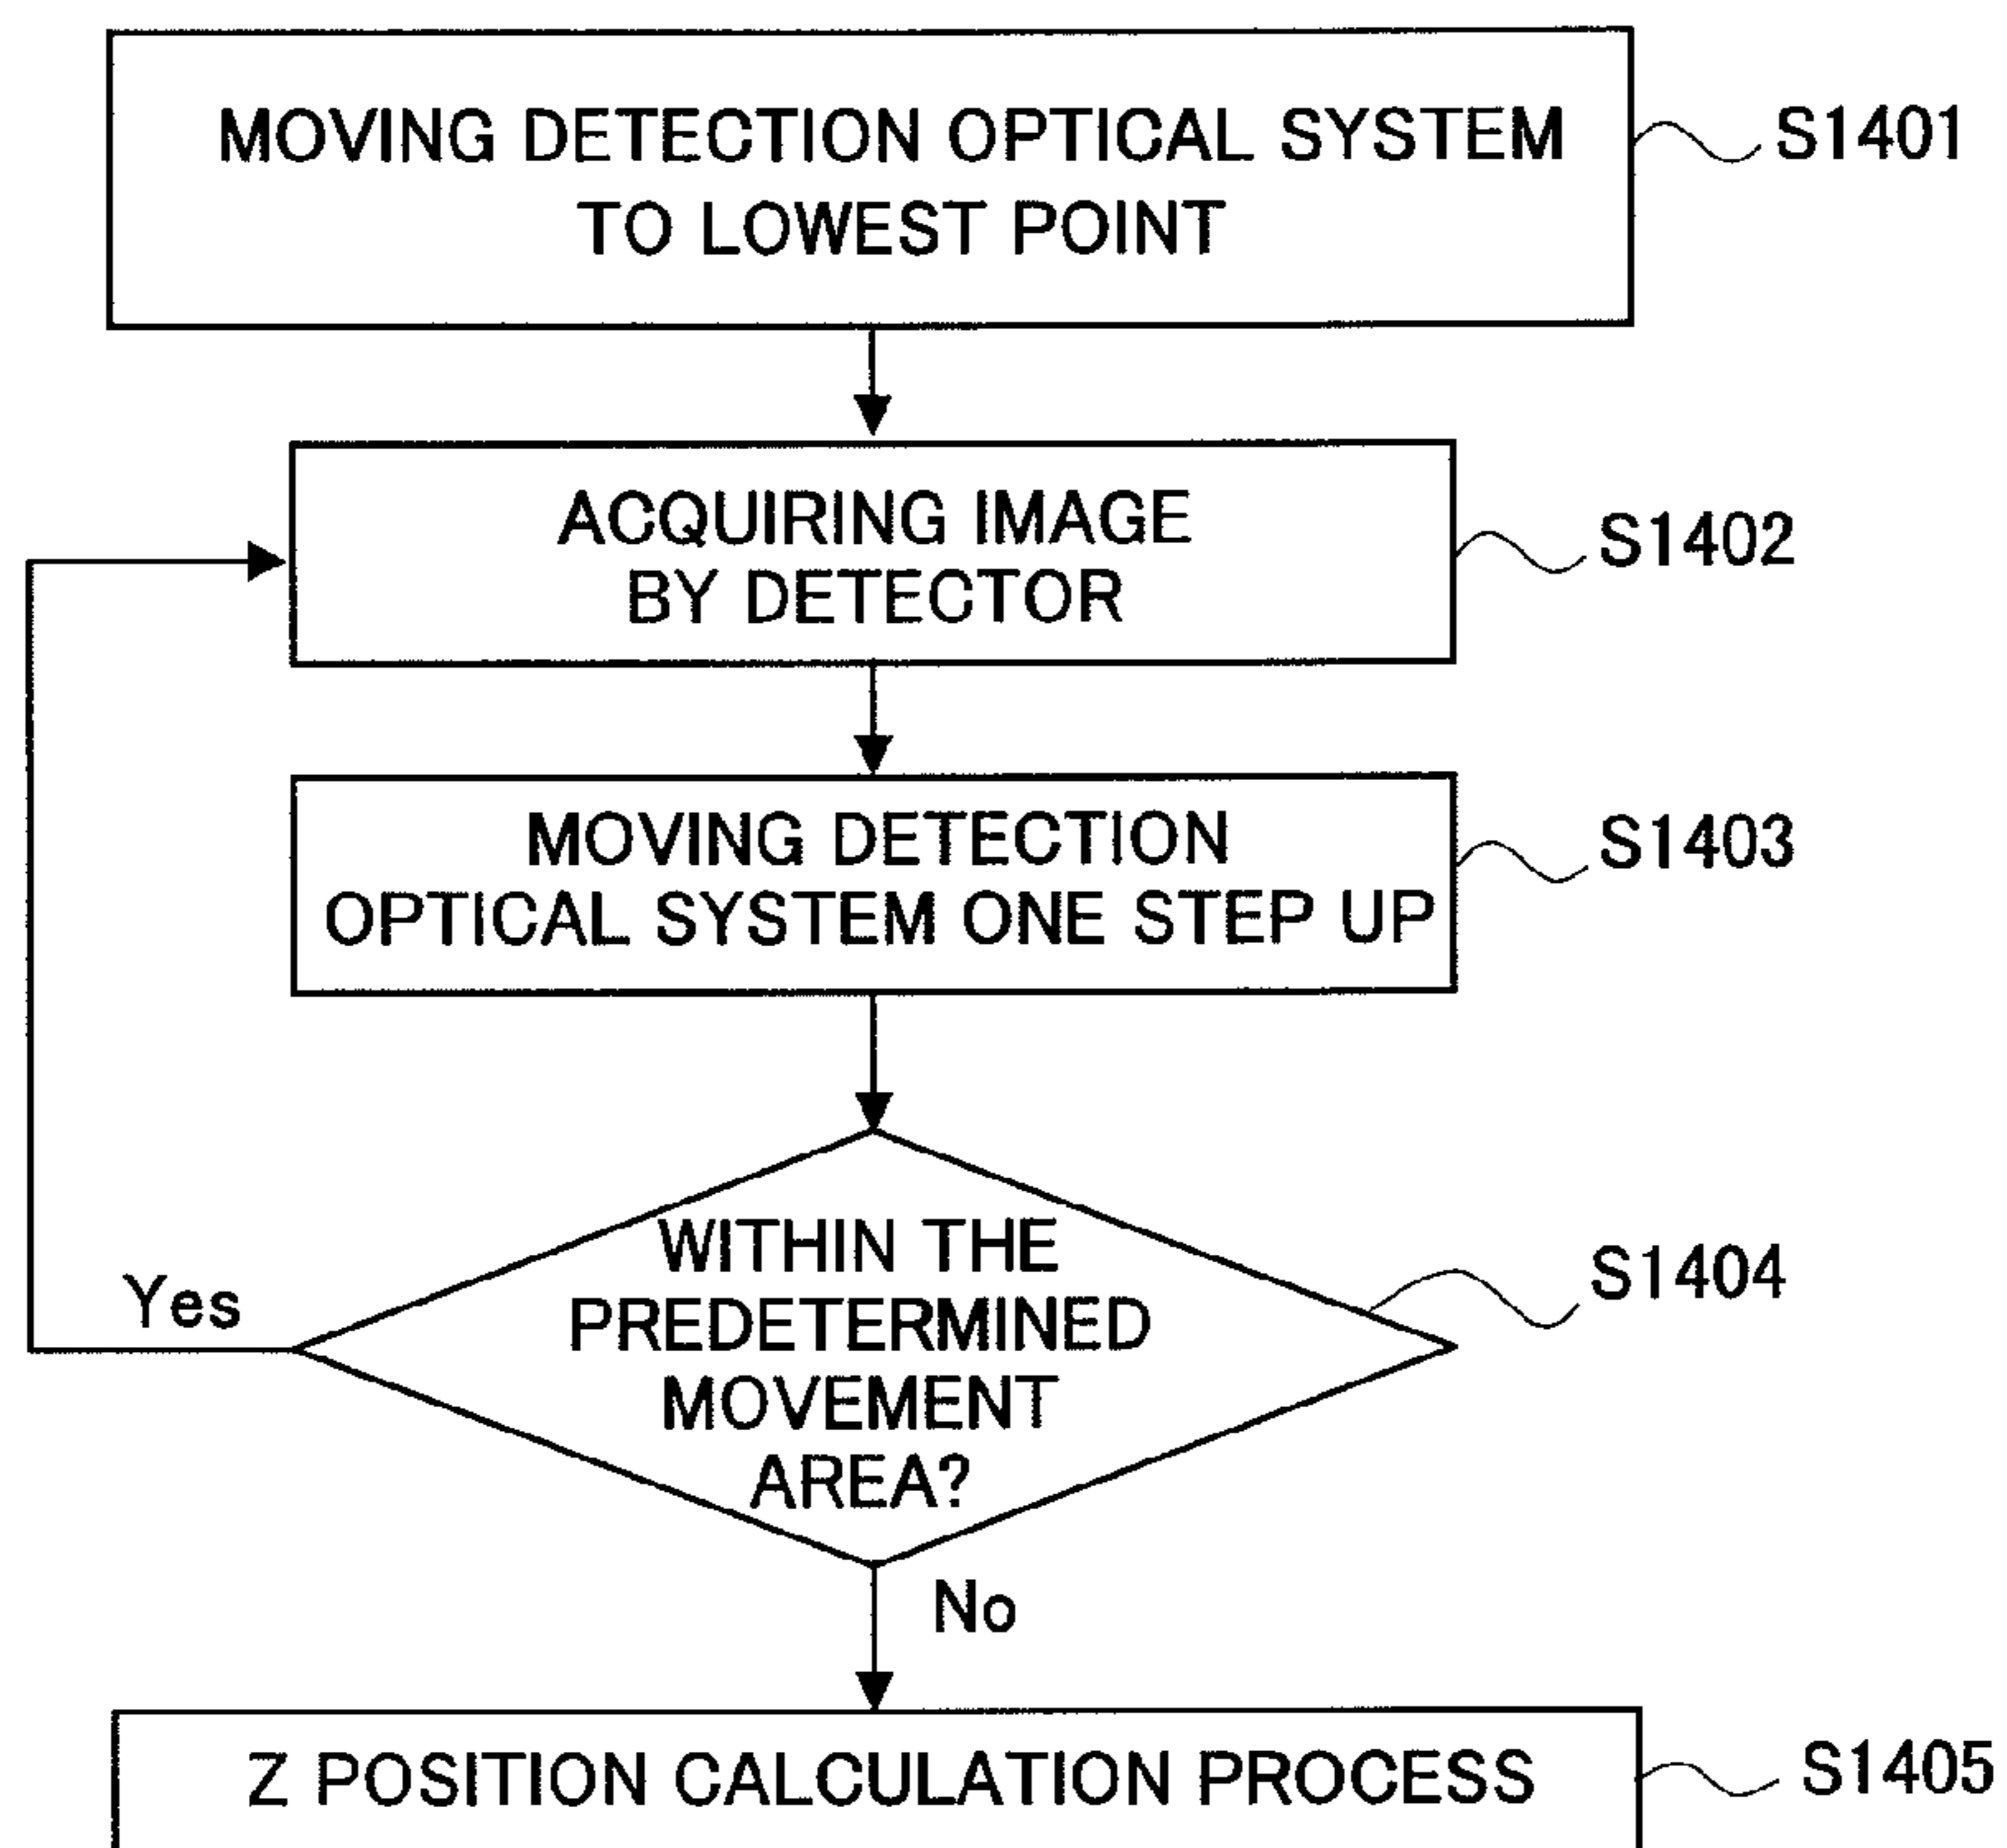 MOVING DETECTION OPTICAL SYSTEM
TO LOWEST POINT
S1401
ACQUIRING IMAGE
BY DETECTOR
S1402
MOVING DETECTION
OPTICAL SYSTEM ONE STEP UP
S1403
WITHIN THE
PREDETERMINED
MOVEMENT
AREA?
S1404
Yes
No
Z POSITION CALCULATION PROCESS
S1405